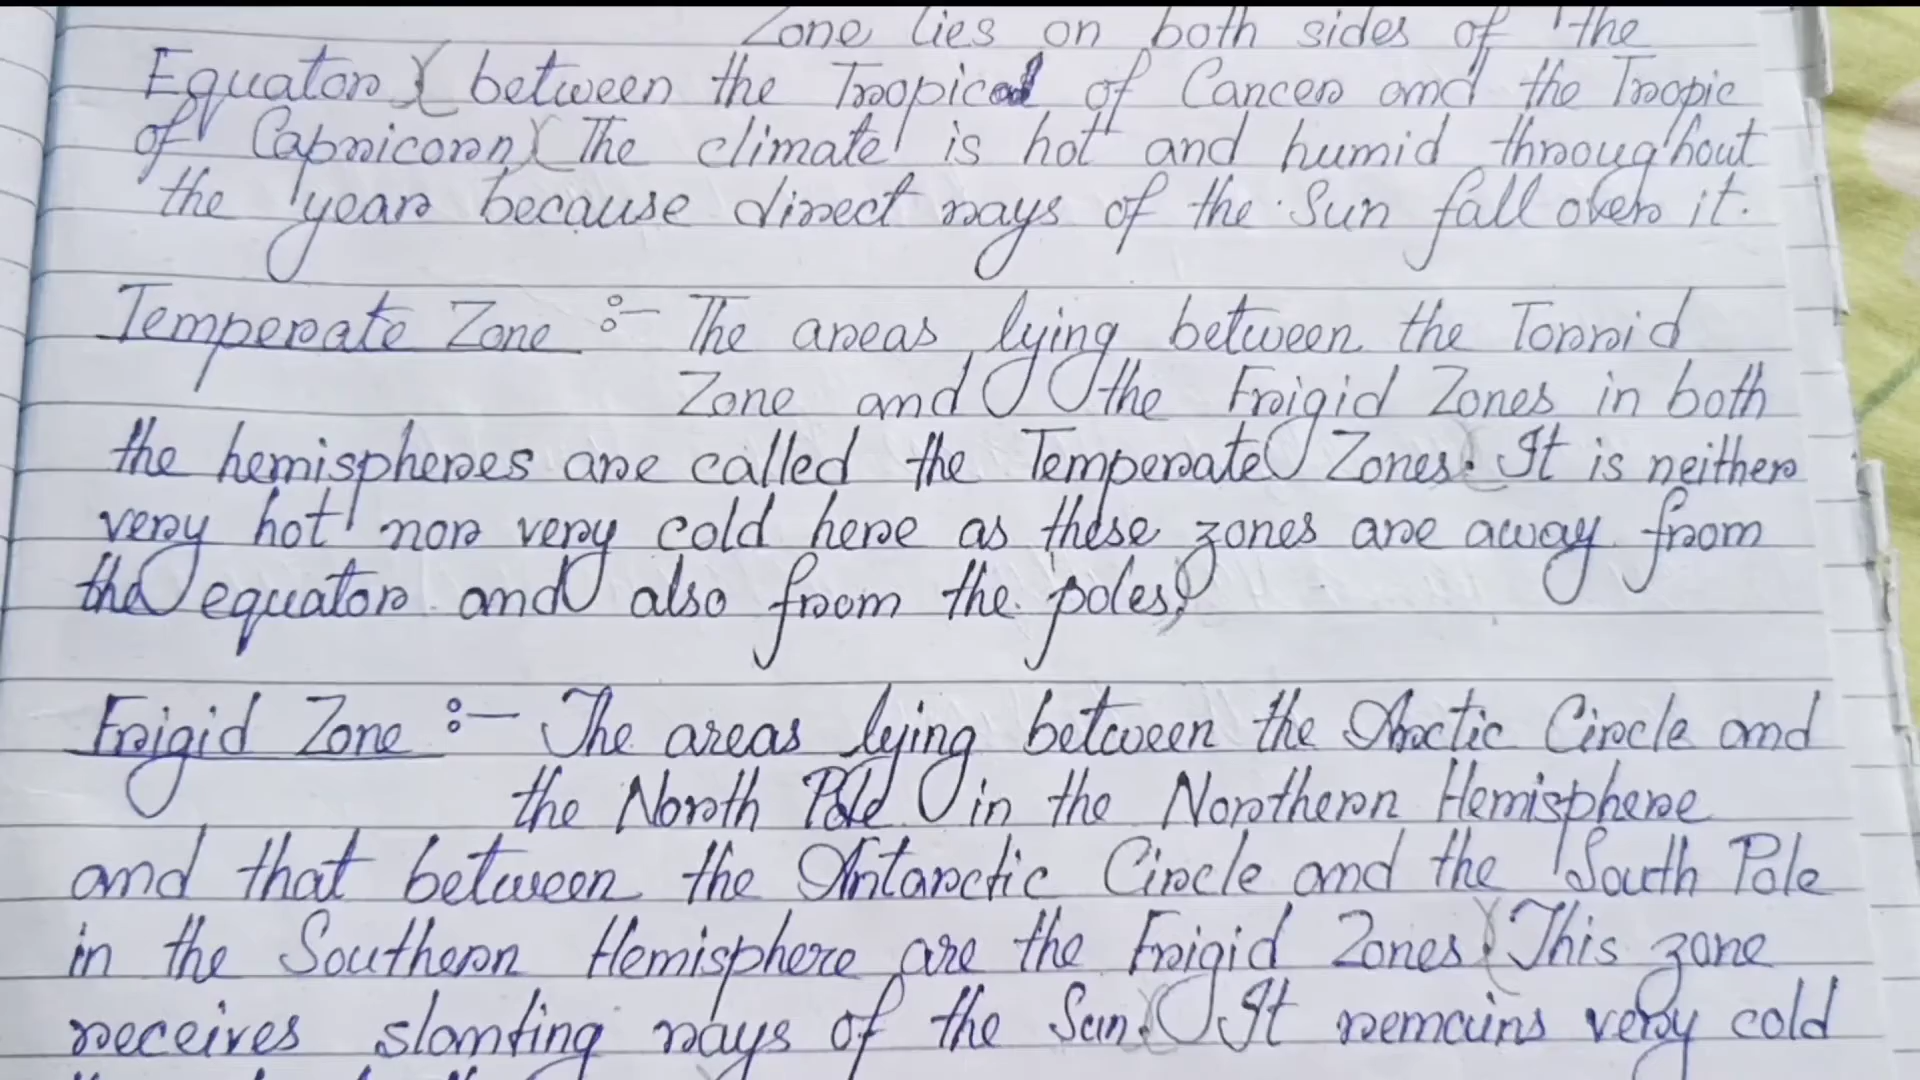 Zone lies on both sides of the
Equator ( between the Tropic of Cancer and the Tropic
of Capricorn) (The climate is hot and humid throughout
the year because direct rays of the Sun fall over it.
Temperate Zone :- The areas lying between the Torrid
Zone and the Frigid Zones in both
the hemispheres are called the Temperate Zones. It is neither
very hot nor very cold here as these zones are away from
the equator and also from the poles.
Frigid Zone :- The areas lying between the Arctic Circle and
the North Pole in the Northern Hemisphere
and that between the Antarctic Circle and the South Pole
in the Southern Hemisphere are the Frigid Zones. This zone
receives slanting rays of the Sun. It remains very cold